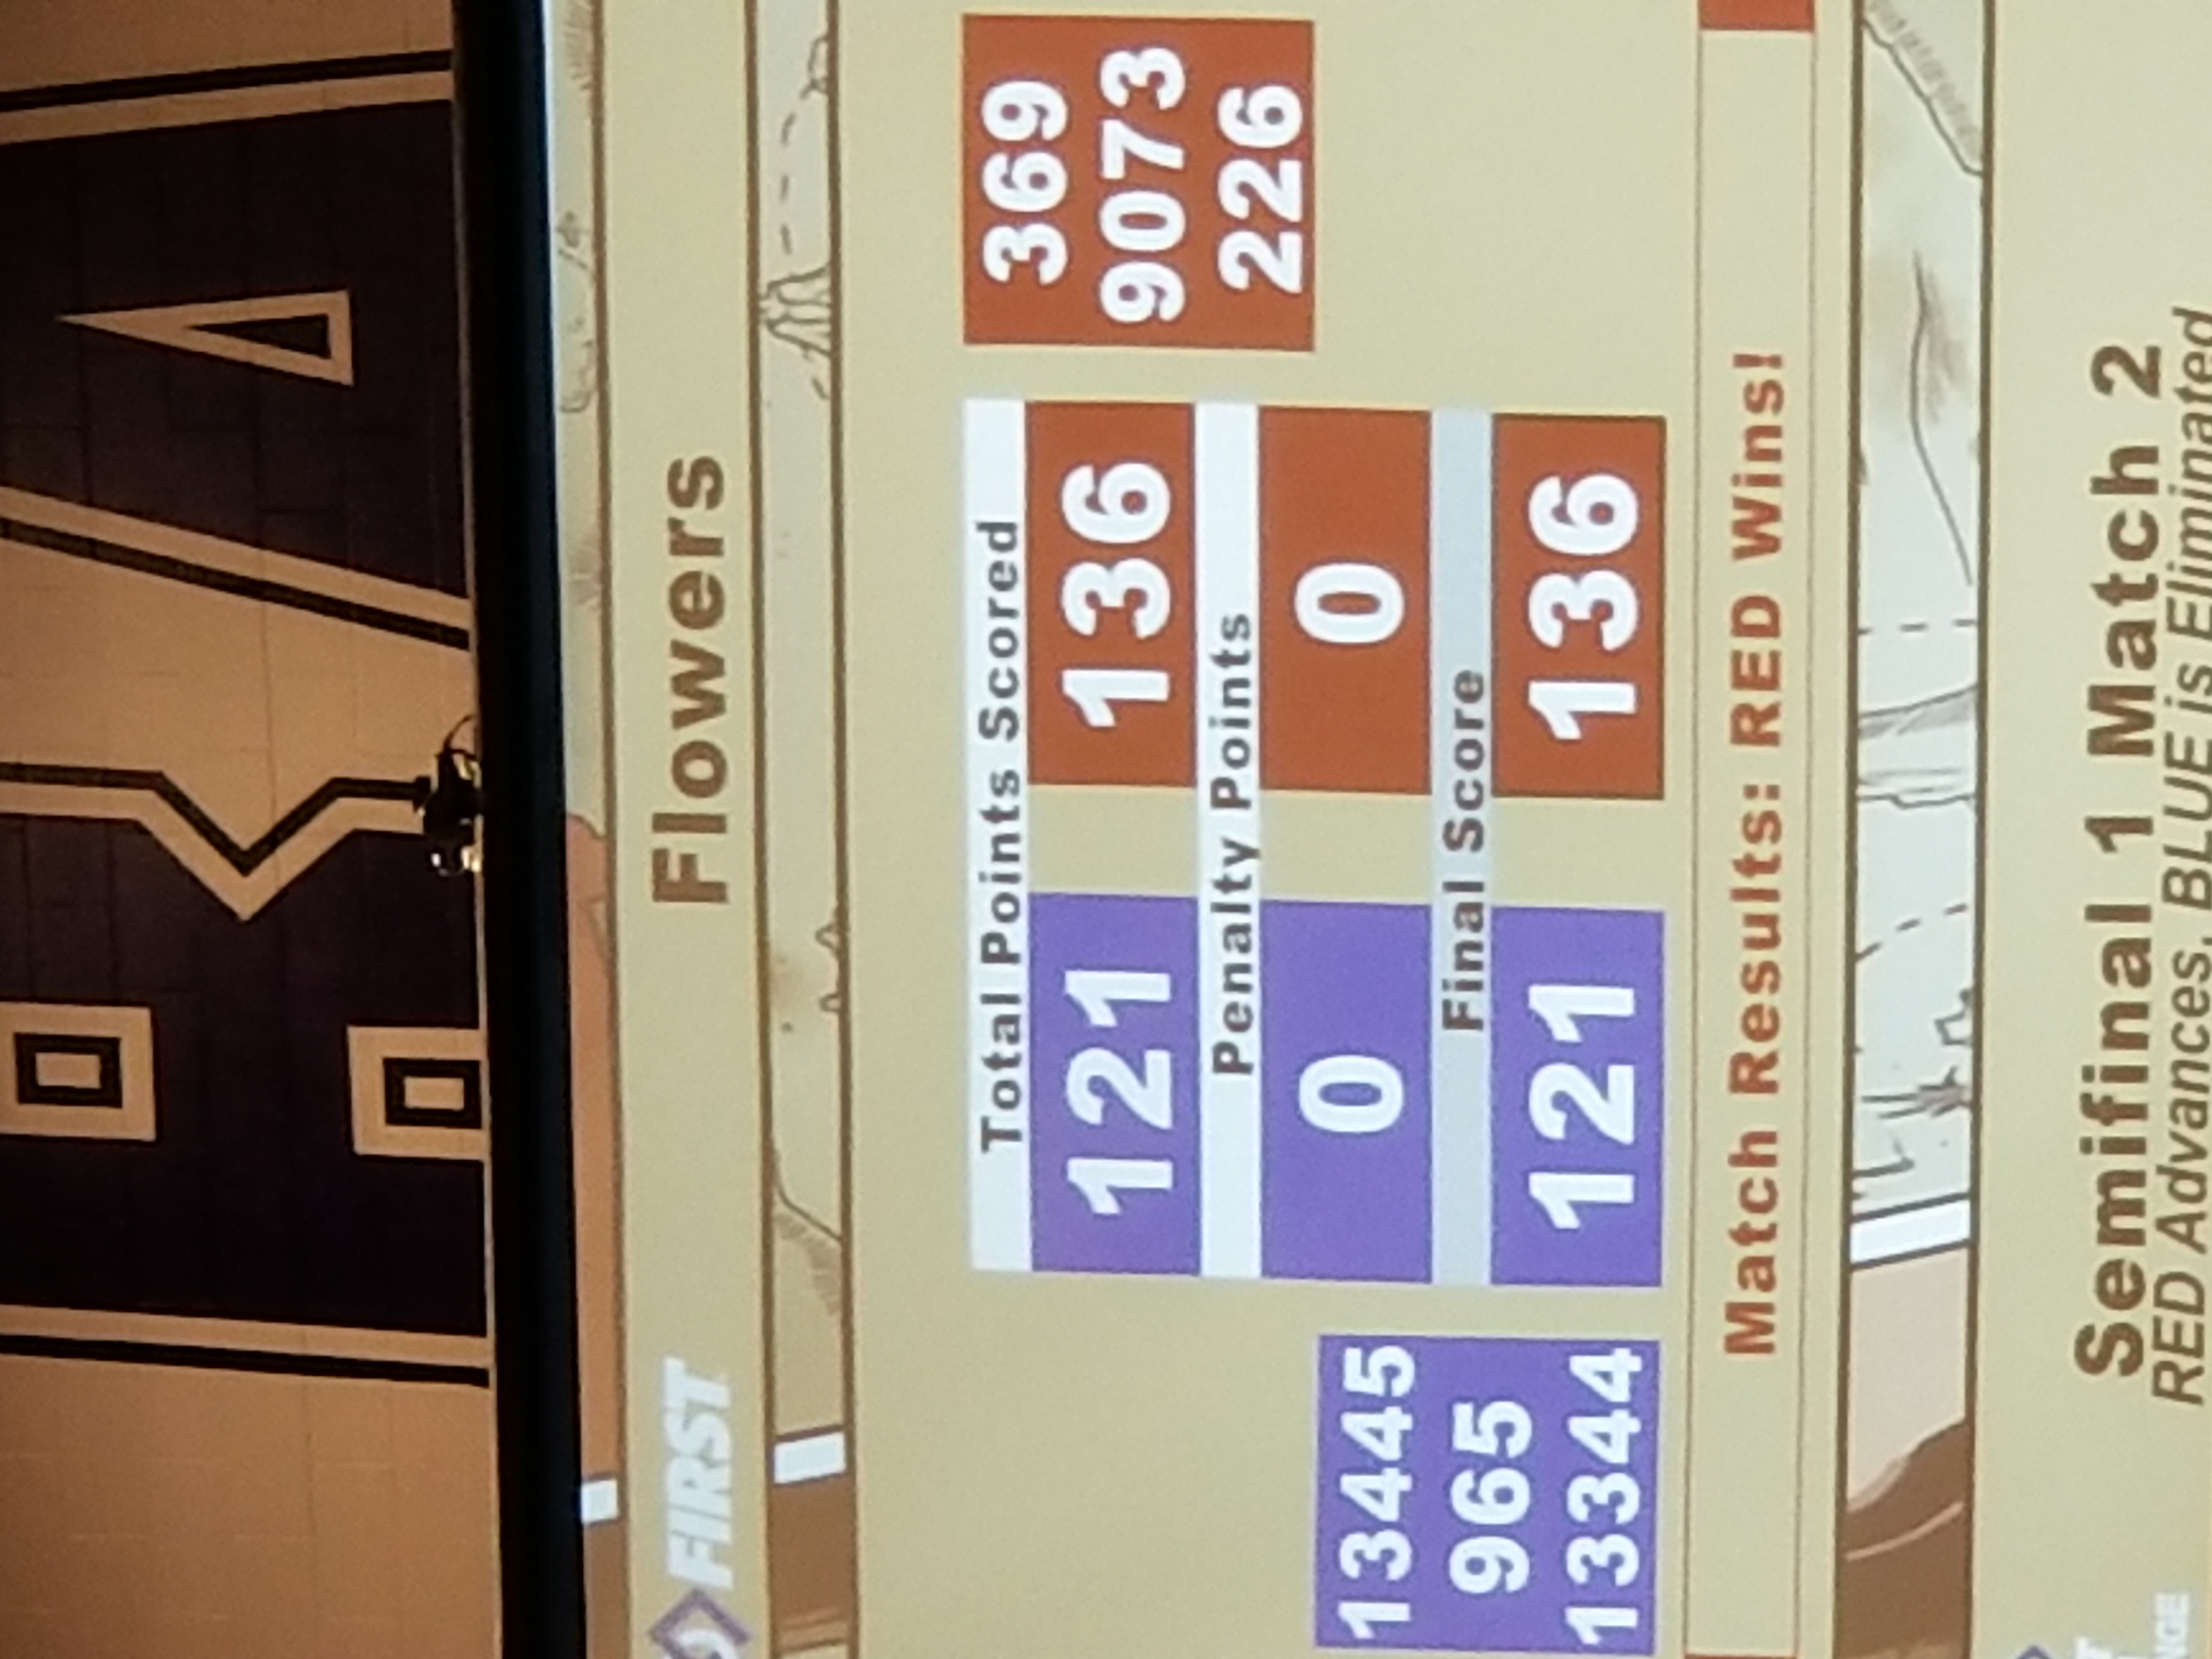 RA
FIRST
Flowers
Total Points Scored
121 136
369
9073
226
Penalty Points
0 0
13445
965
13344
Final Score
121 136
Match Results: RED Wins!
Semifinal 1 Match 2
RED Advances, BLUE is Eliminated